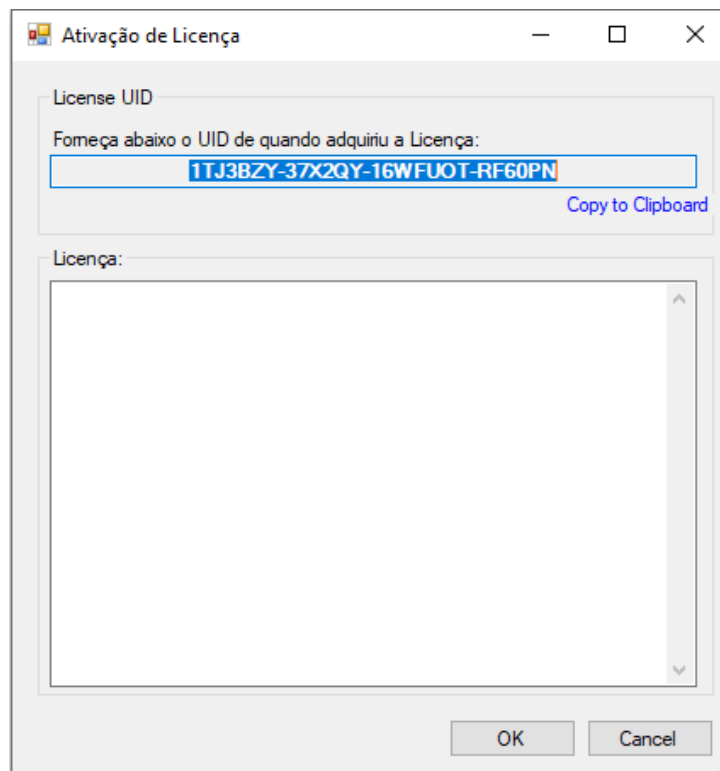 Ativação de Licença
License UID
Forneça abaixo o UID de quando adquiriu a Licença:
1TJ3BZY-37X2QY-16WFUOT-RF60PN
Copy to Clipboard
Licença:
OK
Cancel